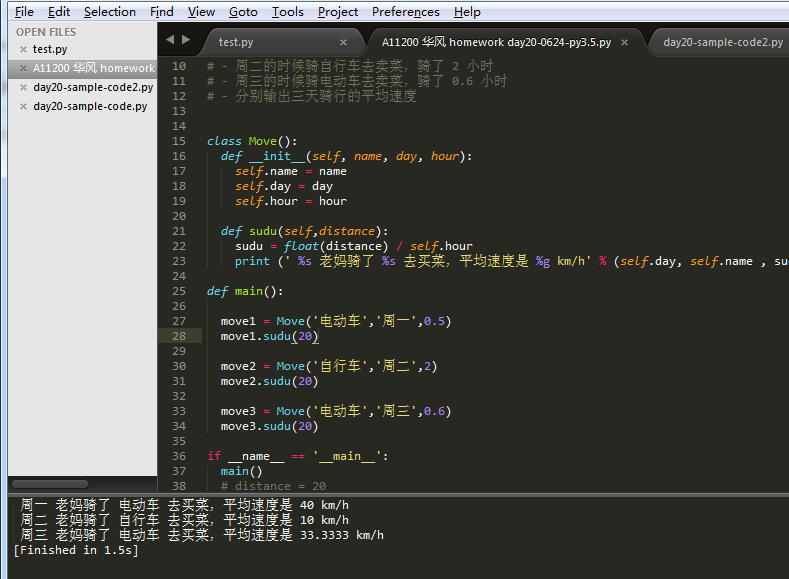 File Edit Selection Find View Goto Tools Project Preferences Help
OPEN FILES
test.py
A11200 华风 homework
day20-sample-code2.py
day20-sample-code.py
test.py
A11200 华风 homework day20-0624-py3.5.py
day20-sample-code2.py
10 # - 周二的时候骑自行车去卖菜，骑了 2 小时
11 # - 周三的时候骑电动车去卖菜，骑了 0.6 小时
12 # - 分别输出三天骑行的平均速度
13
14
15 class Move():
16 def __init__(self, name, day, hour):
17 self.name = name
18 self.day = day
19 self.hour = hour
20
21 def sudu(self,distance):
22 sudu = float(distance) / self.hour
23 print (' %s 老妈骑了 %s 去买菜，平均速度是 %g km/h' % (self.day, self.name , su
24
25 def main():
26
27 move1 = Move('电动车','周一',0.5)
28 move1.sudu(20)
29
30 move2 = Move('自行车','周二',2)
31 move2.sudu(20)
32
33 move3 = Move('电动车','周三',0.6)
34 move3.sudu(20)
35
36 if __name__ == '__main__':
37 main()
38 # distance = 20
周一 老妈骑了 电动车 去买菜，平均速度是 40 km/h
周二 老妈骑了 自行车 去买菜，平均速度是 10 km/h
周三 老妈骑了 电动车 去买菜，平均速度是 33.3333 km/h
[Finished in 1.5s]